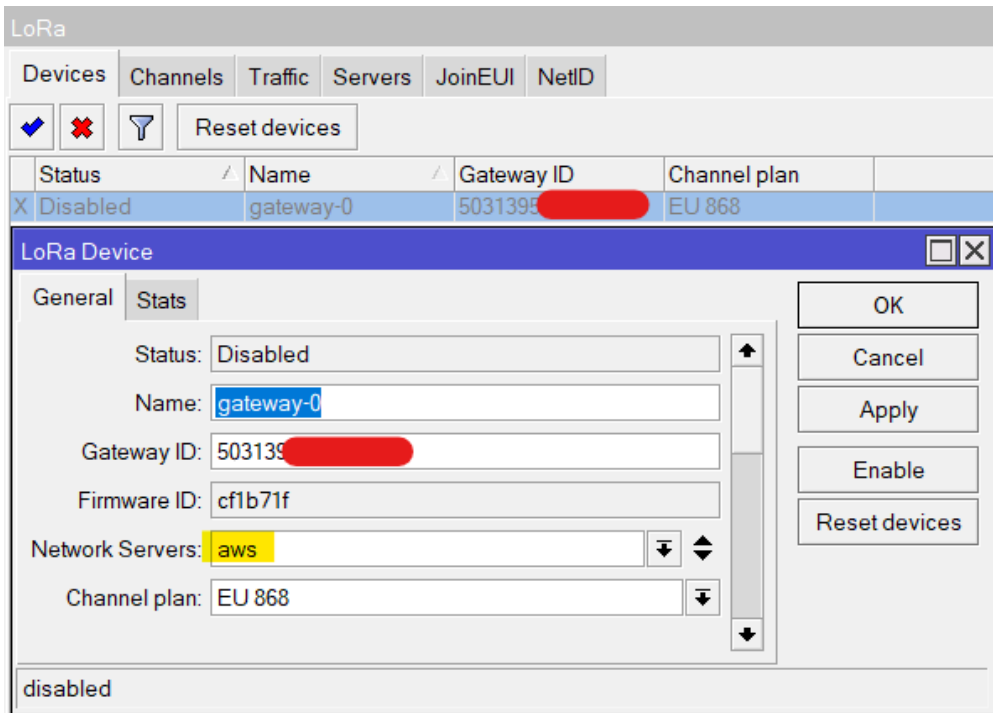 LoRa
Devices Channels Traffic Servers JoinEUI NetID
Reset devices
Status Name Gateway ID Channel plan
X Disabled gateway-0 5031395 EU 868
LoRa Device
General Stats
OK
Status: Disabled
Cancel
Name: gateway-0
Apply
Gateway ID: 503139
Enable
Firmware ID: cf1b71f
Reset devices
Network Servers: aws
Channel plan: EU 868
disabled